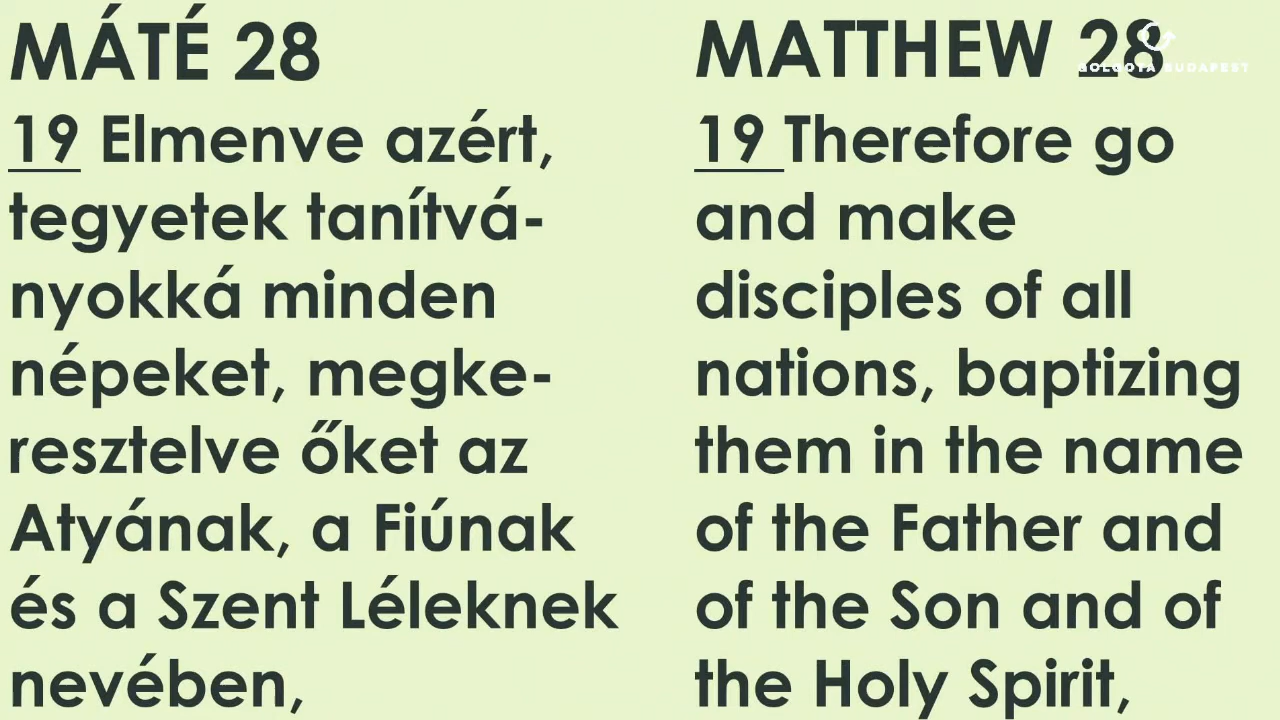 MÁTÉ 28
19 Elmenve azért,
tegyetek tanítvá-
nyokká minden
népeket, megke-
resztelve őket az
Atyának, a Fiúnak
és a Szent Léleknek
nevében,
MATTHEW 28
19 Therefore go
and make
disciples of all
nations, baptizing
them in the name
of the Father and
of the Son and of
the Holy Spirit,
GOLGOTA BUDAPEST